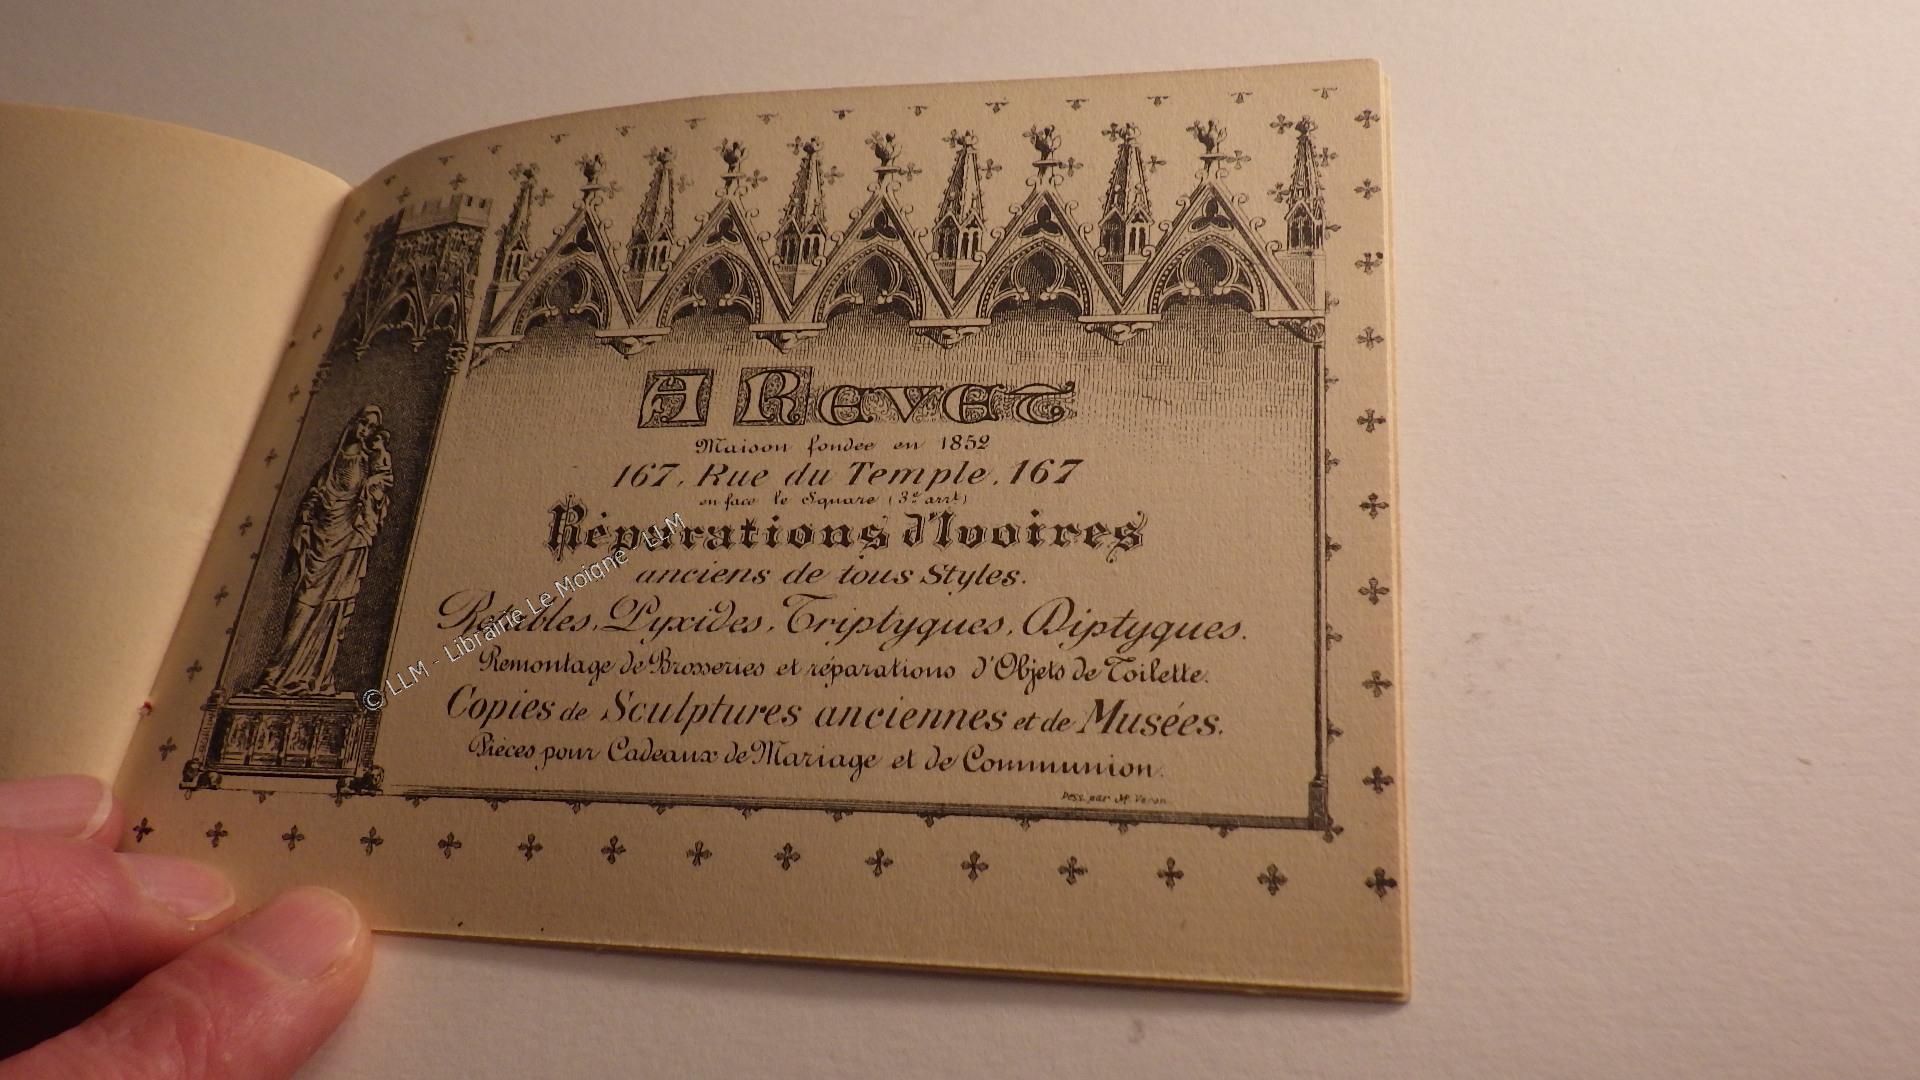 A Revet
Maison fondée en 1852
167, Rue du Temple, 167
en face le Square (3e arrt)
Réparations d'Ivoires
anciens de tous Styles.
Retables, Pyxides, Triptyques, Diptyques.
Remontage de Brosseries et réparations d'Objets de Toilette.
Copies de Sculptures anciennes et de Musées.
Pièces pour Cadeaux de Mariage et de Communion.
Dess. par M. Veron
© LLM - Librairie Le Moigne - LLM